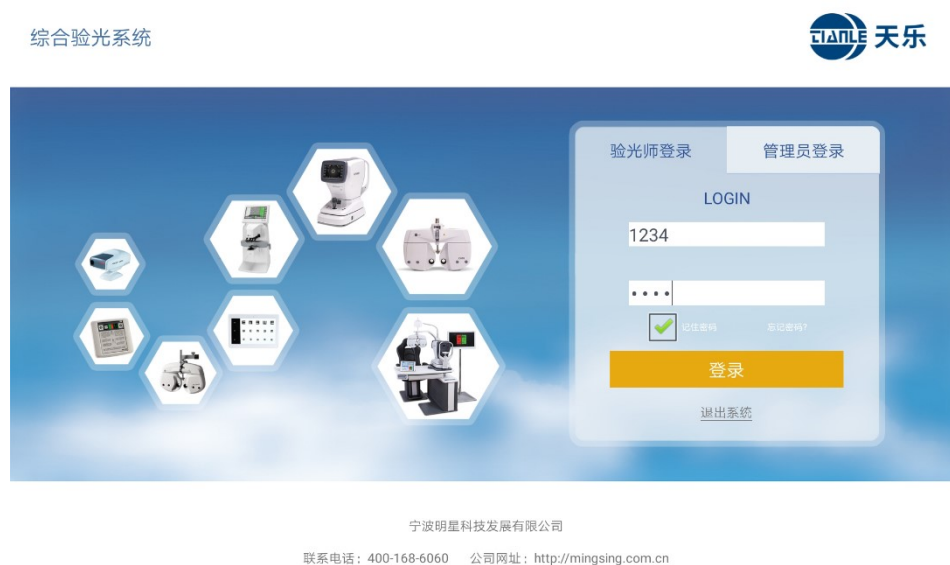 综合验光系统
TIANLE 天乐
验光师登录 管理员登录
LOGIN
1234
••••
记住密码 忘记密码?
登录
退出系统
宁波明星科技发展有限公司
联系电话：400-168-6060 公司网址：http://mingsing.com.cn